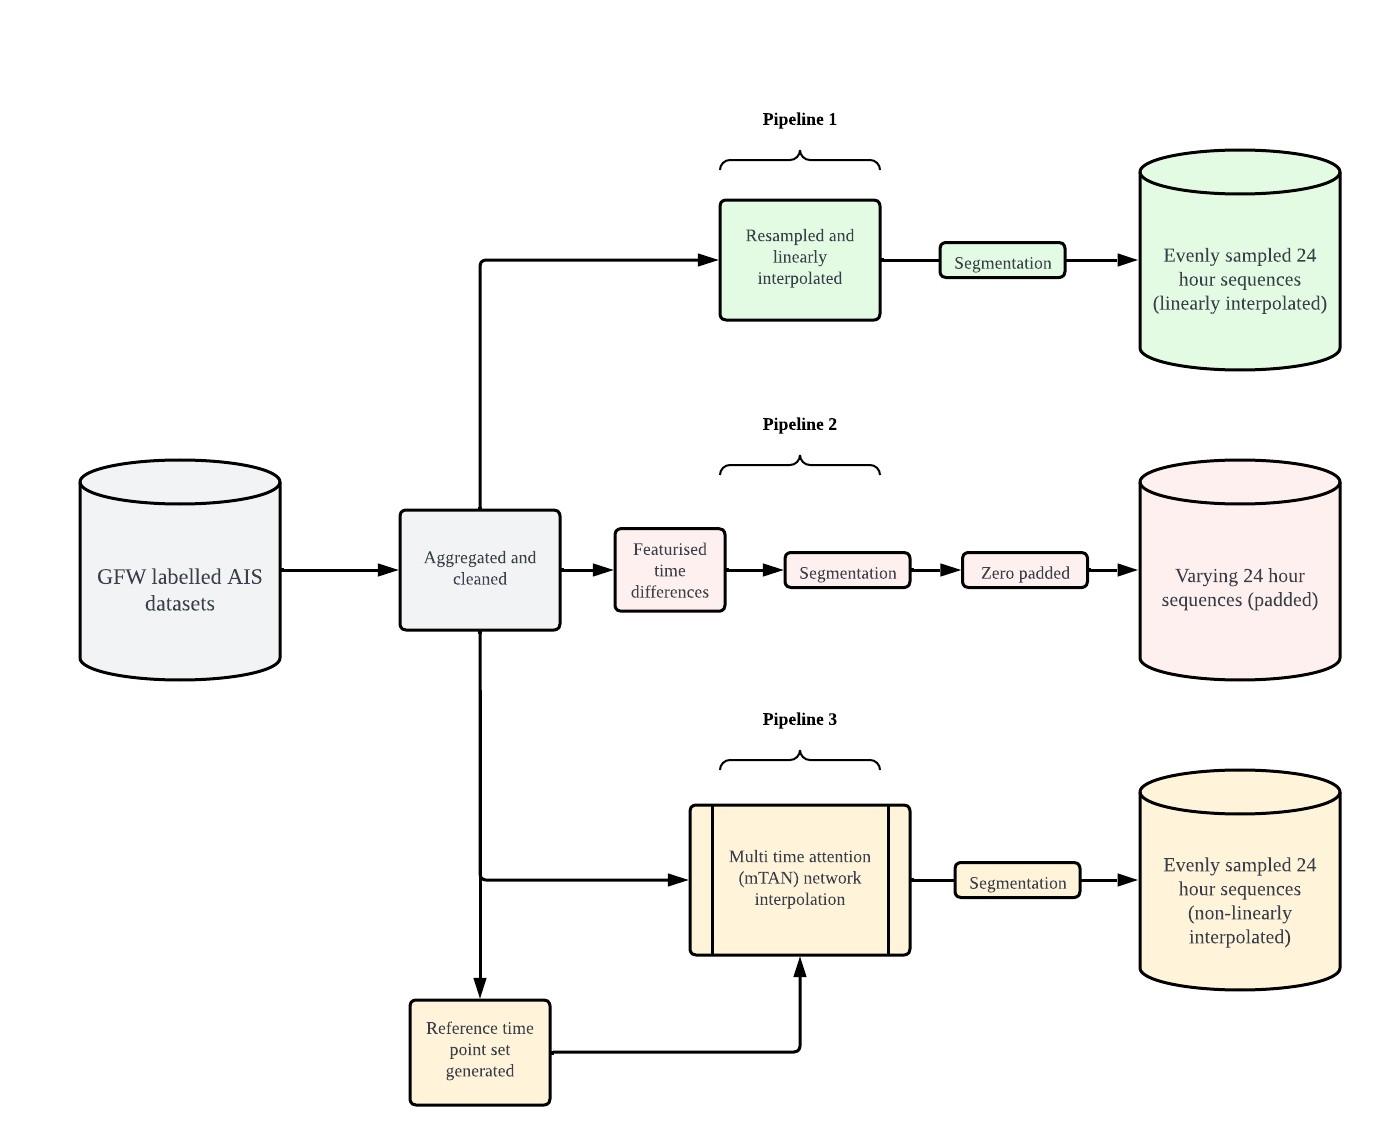 Pipeline 1
Resampled and
linearly
interpolated
Segmentation
Evenly sampled 24
hour sequences
(linearly interpolated)
Pipeline 2
GFW labelled AIS
datasets
Aggregated and
cleaned
Featurised
time
differences
Segmentation
Zero padded
Varying 24 hour
sequences (padded)
Pipeline 3
Multi time attention
(mTAN) network
interpolation
Segmentation
Evenly sampled 24
hour sequences
(non-linearly
interpolated)
Reference time
point set
generated